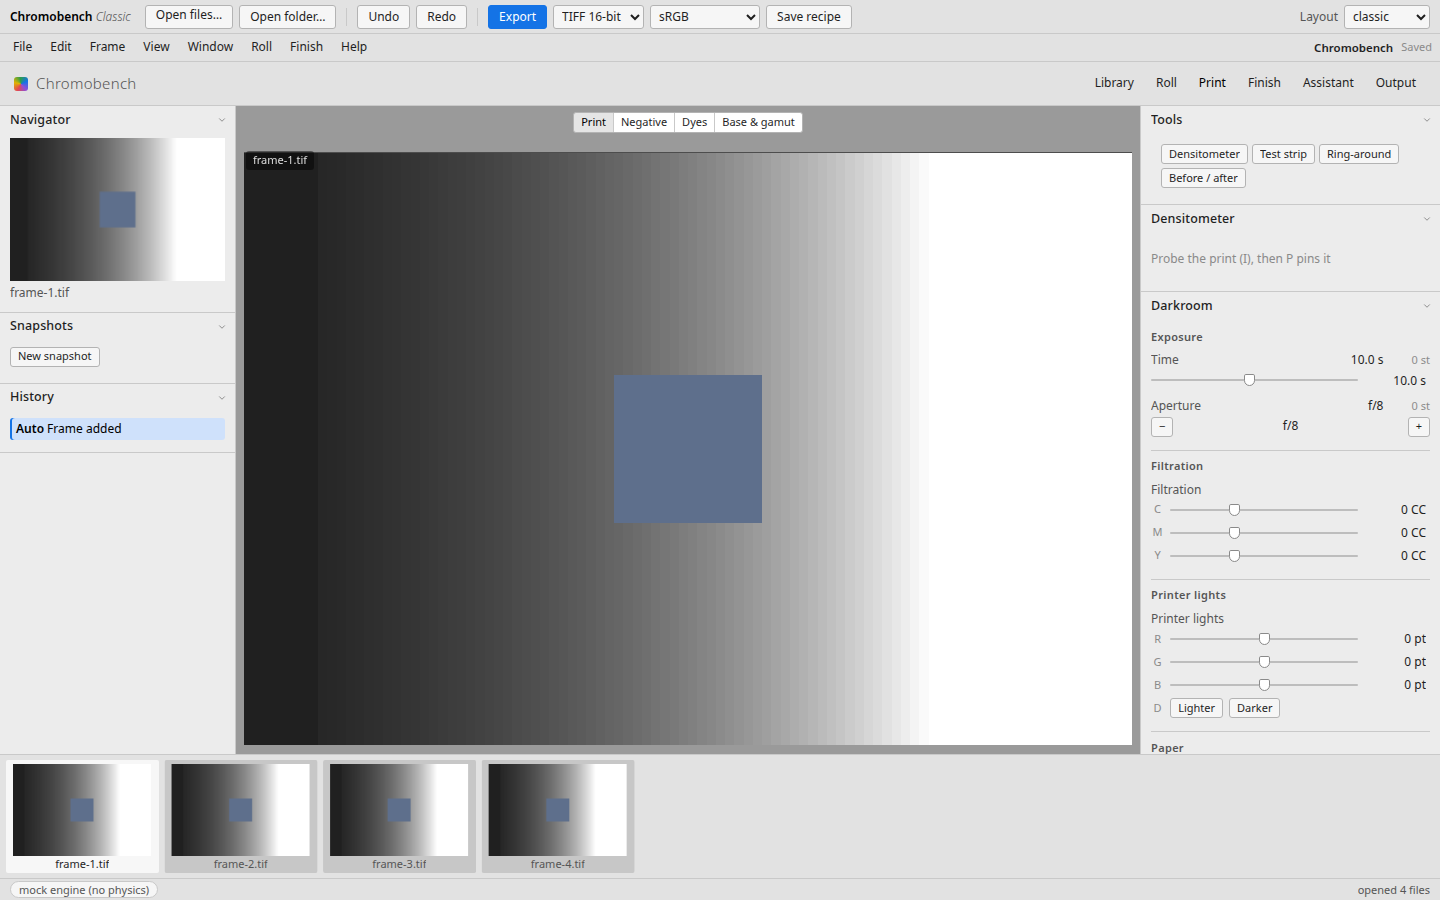 Chromobench Classic Open files... Open folder... Undo Redo Export TIFF 16-bit sRGB Save recipe Layout classic
File Edit Frame View Window Roll Finish Help Chromobench Saved
Chromobench Library Roll Print Finish Assistant Output
Navigator
frame-1.tif
Snapshots
New snapshot
History
Auto Frame added
Print Negative Dyes Base & gamut
frame-1.tif
Tools
Densitometer Test strip Ring-around
Before / after
Densitometer
Probe the print (I), then P pins it
Darkroom
Exposure
Time 10.0 s 0 st
10.0 s
Aperture f/8 0 st
− f/8 +
Filtration
Filtration
C 0 CC
M 0 CC
Y 0 CC
Printer lights
Printer lights
R 0 pt
G 0 pt
B 0 pt
D Lighter Darker
Paper
frame-1.tif frame-2.tif frame-3.tif frame-4.tif
mock engine (no physics) opened 4 files